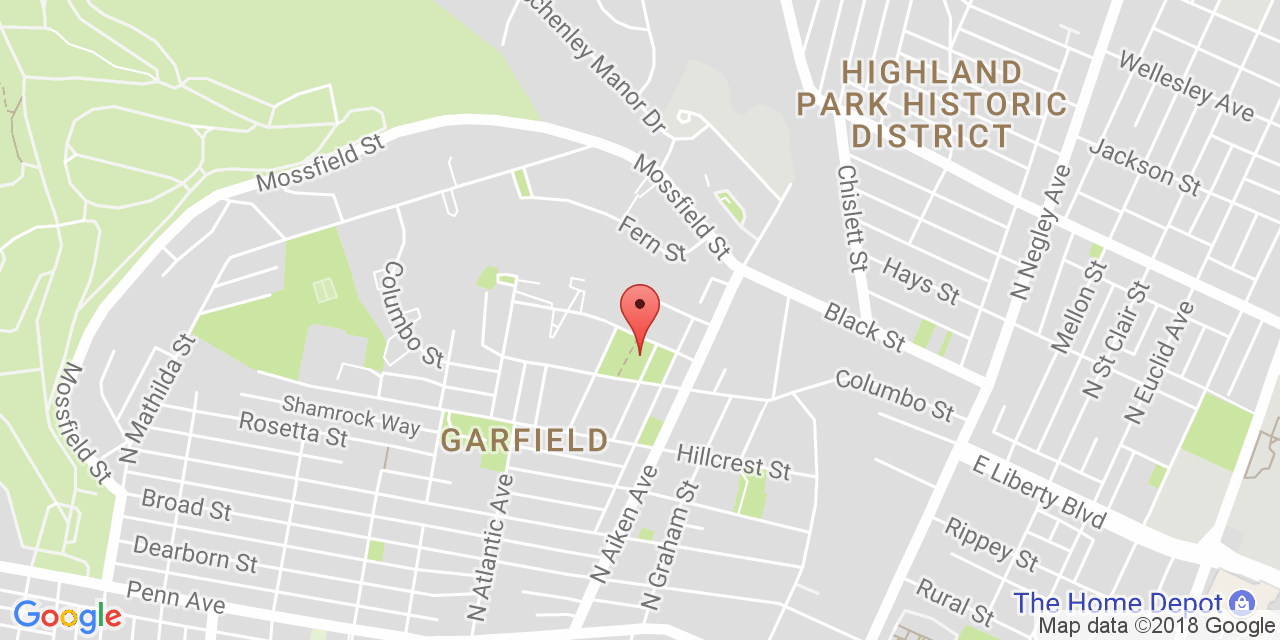 chenley Manor Dr
HIGHLAND
PARK HISTORIC
DISTRICT
Wellesley Ave
Jackson St
Mossfield St
Mossfield St
Chislett St
N Negley Ave
Fern St
Hays St
Mellon St
N St Clair St
N Euclid Ave
Columbo St
Black St
Mossfield St
N Mathilda St
Shamrock Way
Rosetta St
GARFIELD
Columbo St
Hillcrest St
E Liberty Blvd
Broad St
N Atlantic Ave
N Aiken Ave
N Graham St
Dearborn St
Rippey St
Penn Ave
Rural St
The Home Depot
Google
Map data ©2018 Google